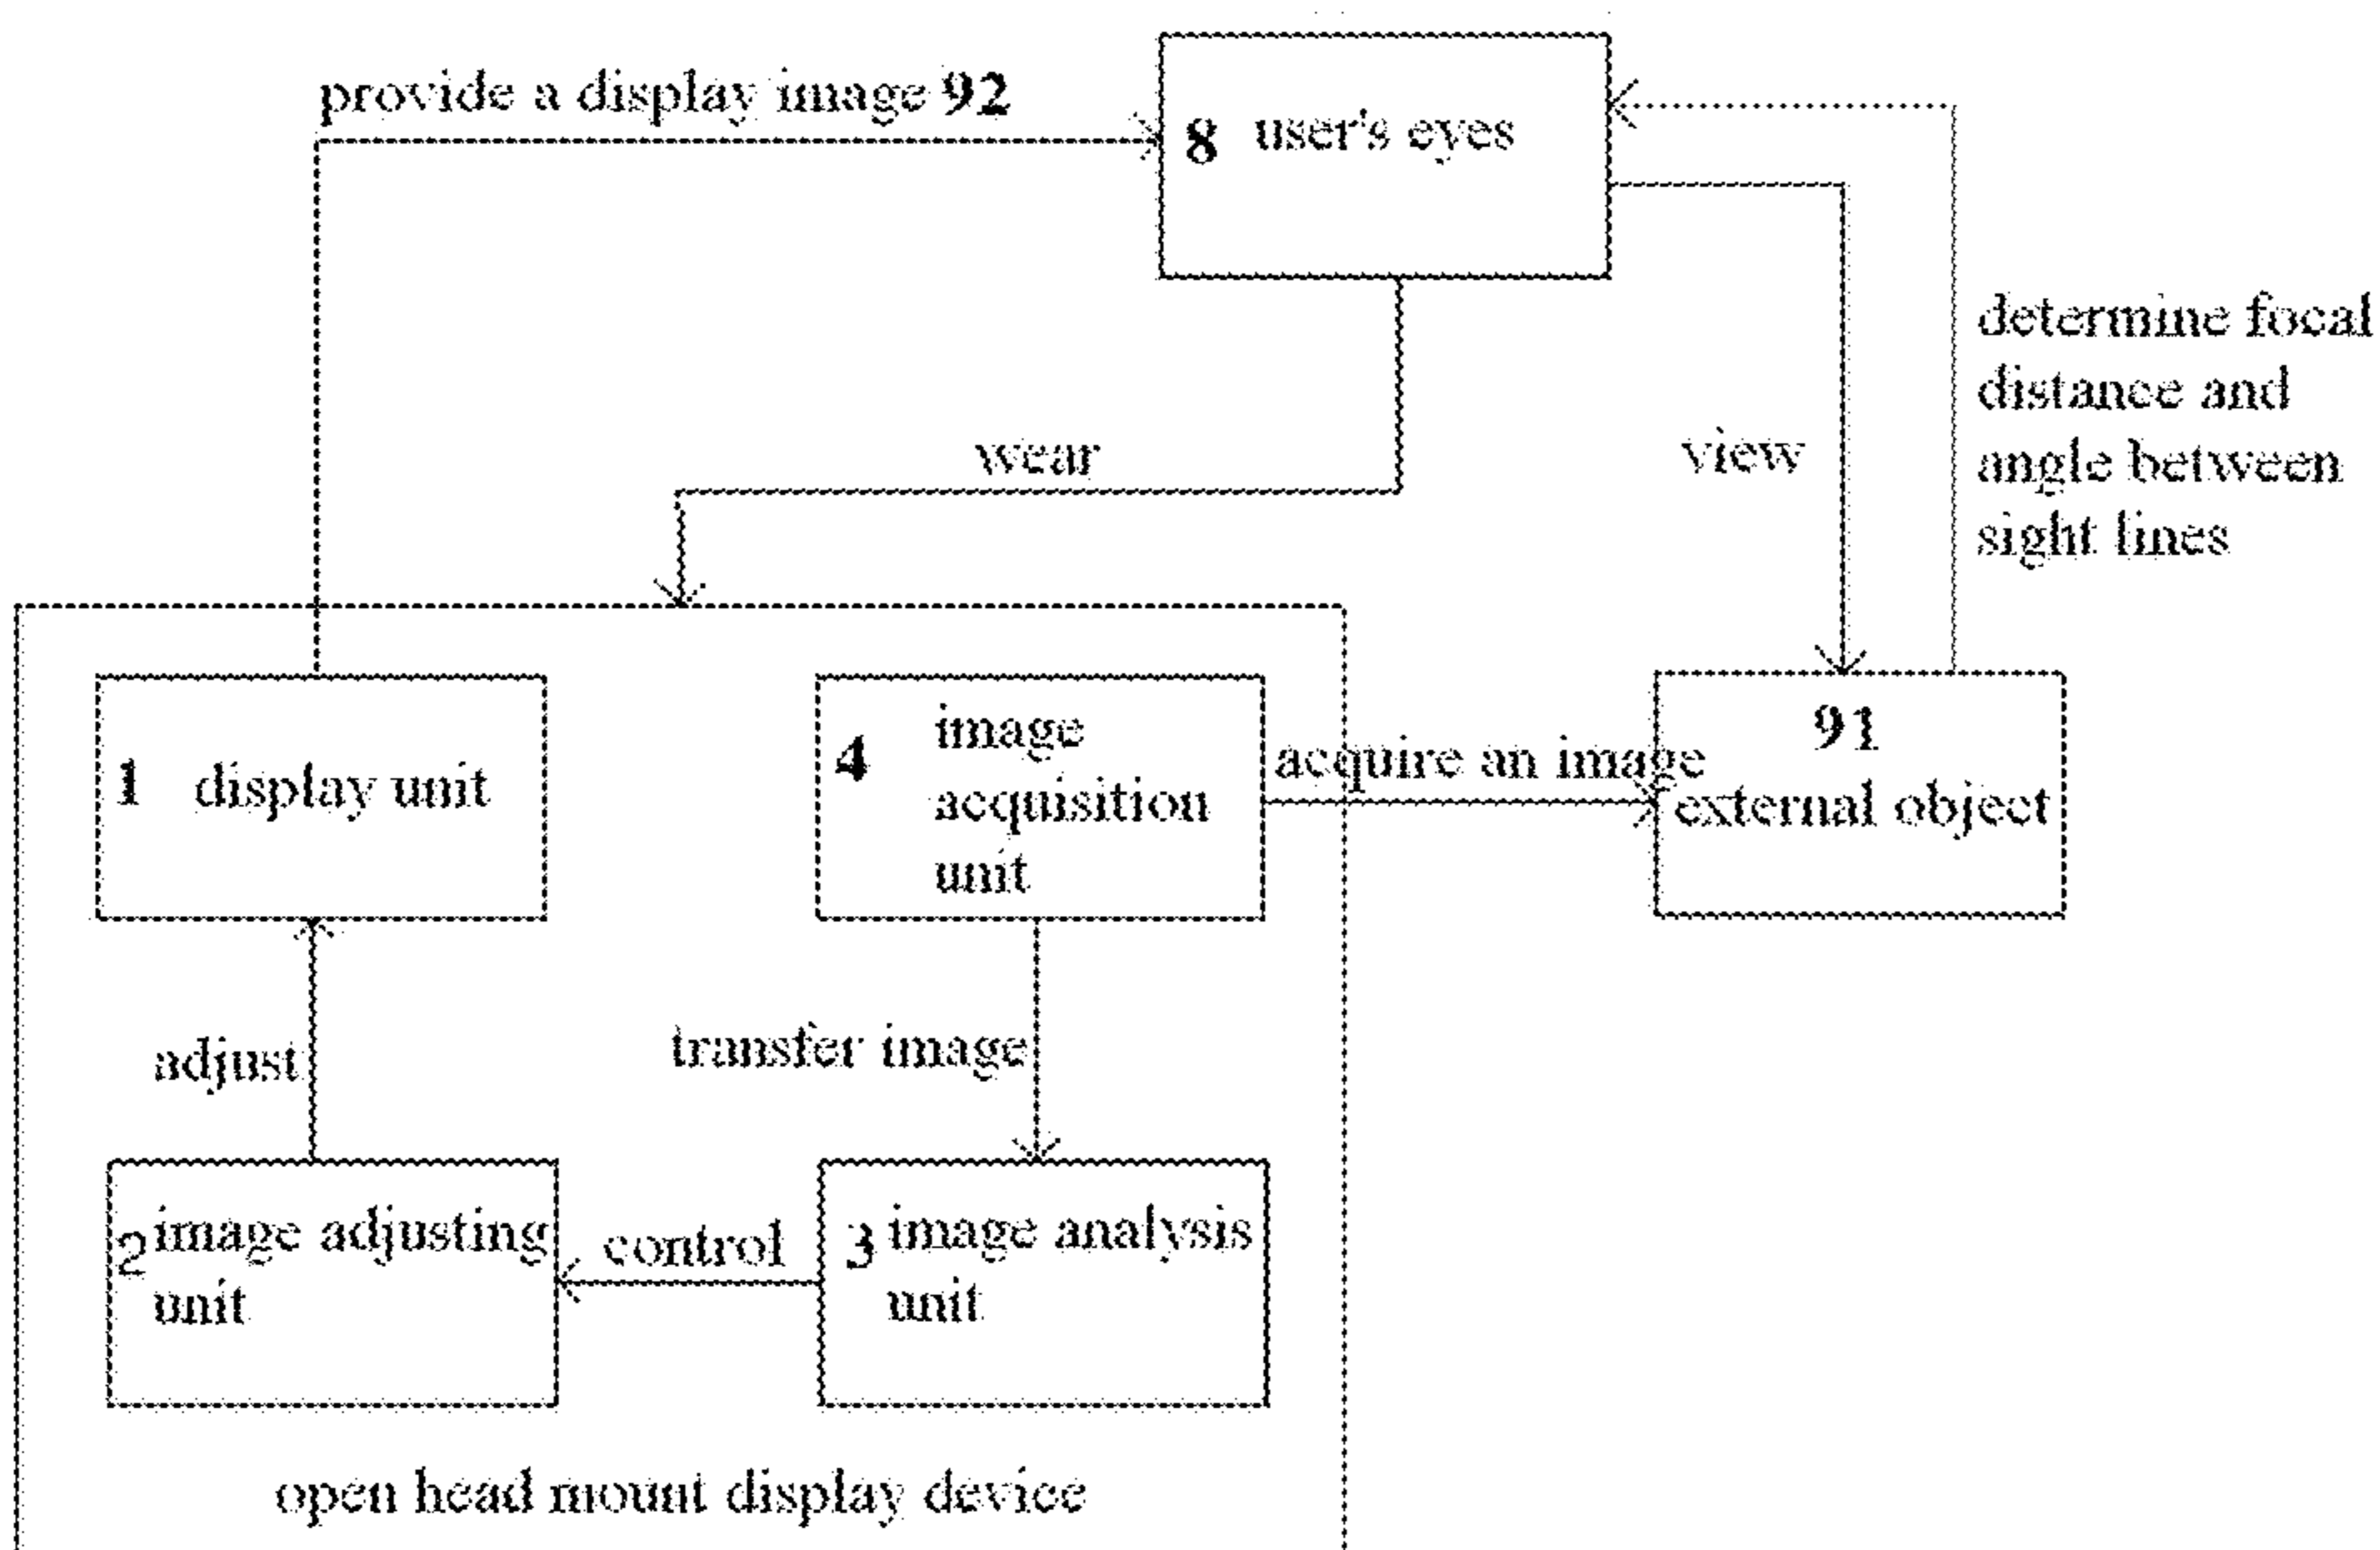 provide a display image 92
8 user's eyes
determine focal
distance and
angle between
sight lines
wear
view
1 display unit
4 image
acquisition
unit
acquire an image
91
external object
adjust
transfer image
2 image adjusting
unit
control
3 image analysis
unit
open head mount display device